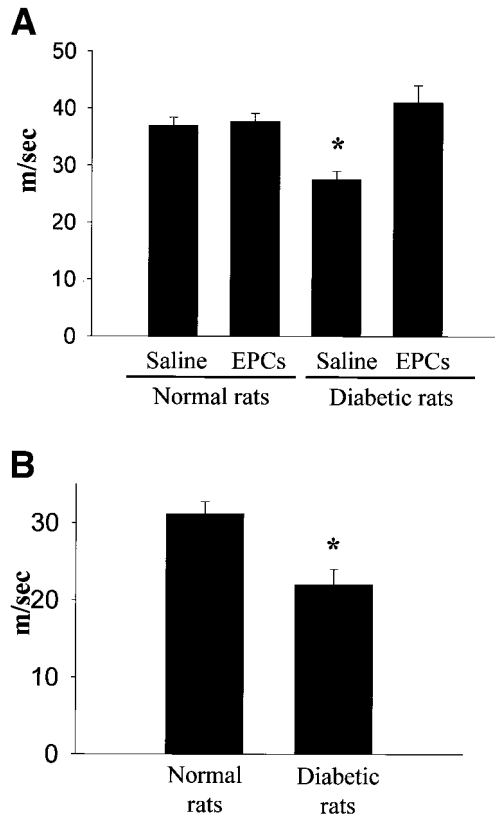 A
50
40
30
20
10
0
m/sec
*
Saline EPCs Saline EPCs
Normal rats Diabetic rats
B
30
20
10
0
m/sec
*
Normal Diabetic
rats rats